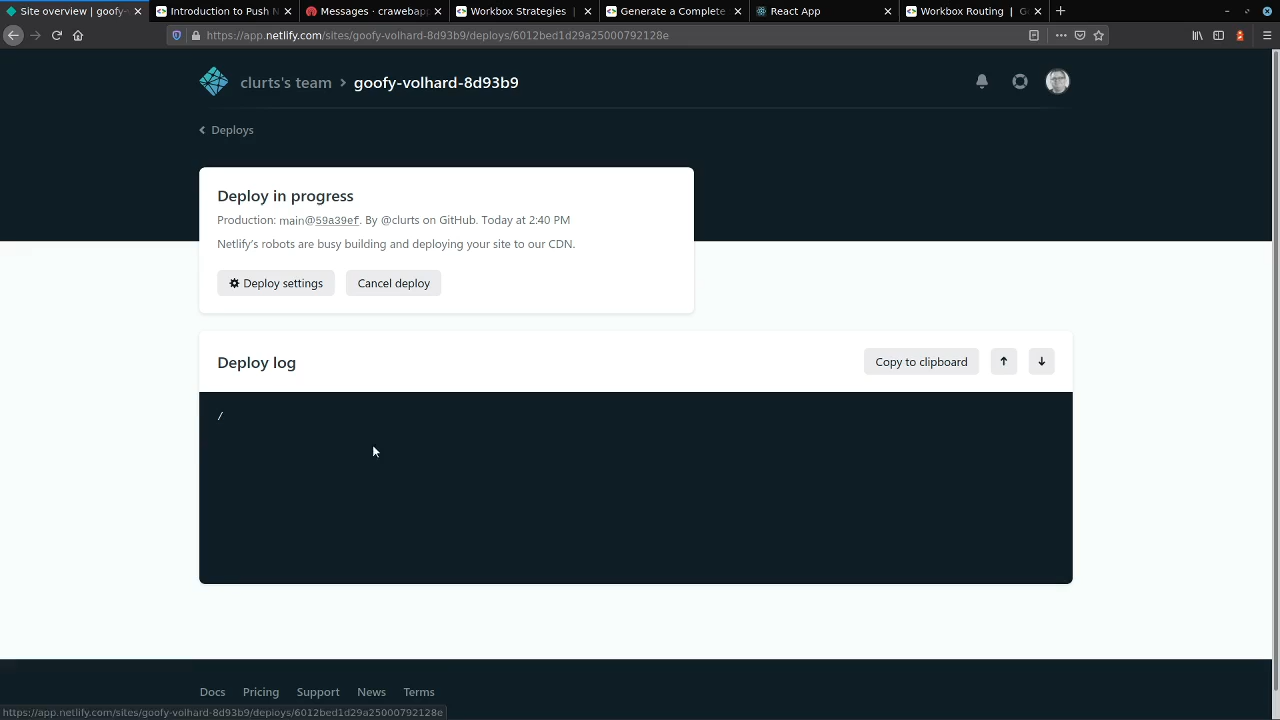 Site overview | goofy-
Introduction to Push N
Messages · crawebapp
Workbox Strategies |
Generate a Complete
React App
Workbox Routing | Go
https://app.netlify.com/sites/goofy-volhard-8d93b9/deploys/6012bed1d29a25000792128e
clurts's team > goofy-volhard-8d93b9
Deploys
Deploy in progress
Production: main@59a39ef. By @clurts on GitHub. Today at 2:40 PM
Netlify's robots are busy building and deploying your site to our CDN.
Deploy settings
Cancel deploy
Deploy log
Copy to clipboard
/
Docs Pricing Support News Terms
https://app.netlify.com/sites/goofy-volhard-8d93b9/deploys/6012bed1d29a25000792128e